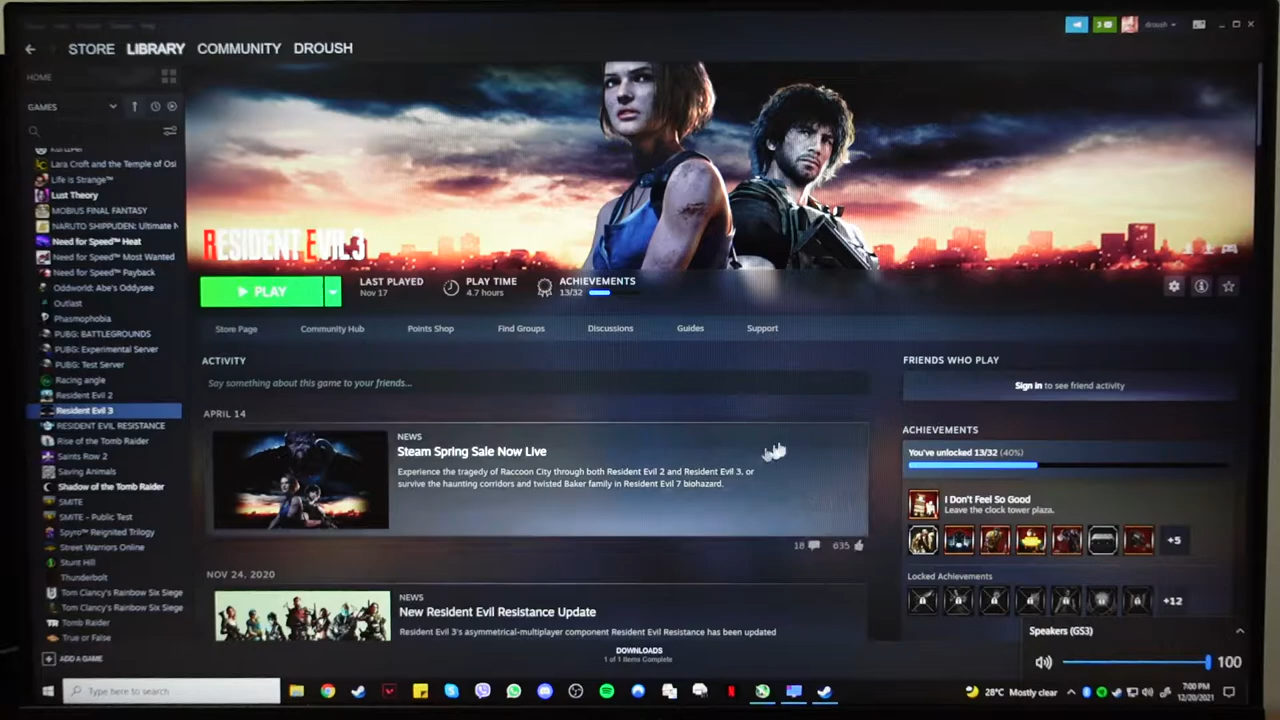 droush
3
STORE LIBRARY COMMUNITY DROUSH
HOME
GAMES
Lara Croft and the Temple of Osi
Life is Strange™
Lust Theory
MOBIUS FINAL FANTASY
NARUTO SHIPPUDEN: Ultimate N
Need for Speed™ Heat
Need for Speed™ Most Wanted
Need for Speed™ Payback
Oddworld: Abe's Oddysee
Outlast
Phasmophobia
PUBG: BATTLEGROUNDS
PUBG: Experimental Server
PUBG: Test Server
Racing angle
Resident Evil 2
Resident Evil 3
RESIDENT EVIL RESISTANCE
Rise of the Tomb Raider
Saints Row 2
Saving Animals
Shadow of the Tomb Raider
SMITE
SMITE - Public Test
Spyro™ Reignited Trilogy
Street Warriors Online
Stunt Hill
Thunderbolt
Tom Clancy's Rainbow Six Siege
Tom Clancy's Rainbow Six Siege
Tomb Raider
True or False
ADD A GAME
RESIDENT EVIL 3
PLAY
LAST PLAYED
Nov 17
PLAY TIME
4.7 hours
ACHIEVEMENTS
13/32
Store Page Community Hub Points Shop Find Groups Discussions Guides Support
ACTIVITY
Say something about this game to your friends...
APRIL 14
NEWS
Steam Spring Sale Now Live
Experience the tragedy of Raccoon City through both Resident Evil 2 and Resident Evil 3. or
survive the haunting corridors and twisted Baker family in Resident Evil 7 biohazard.
18 635
NOV 24, 2020
NEWS
New Resident Evil Resistance Update
Resident Evil 3's asymmetrical-multiplayer component Resident Evil Resistance has been updated
FRIENDS WHO PLAY
Sign in to see friend activity
ACHIEVEMENTS
You've unlocked 13/32 (40%)
I Don't Feel So Good
Leave the clock tower plaza.
+5
Locked Achievements
+12
DOWNLOADS
1 of 1 Items Complete
Speakers (GS3)
100
Type here to search
28°C Mostly clear
7:00 PM
12/20/2021